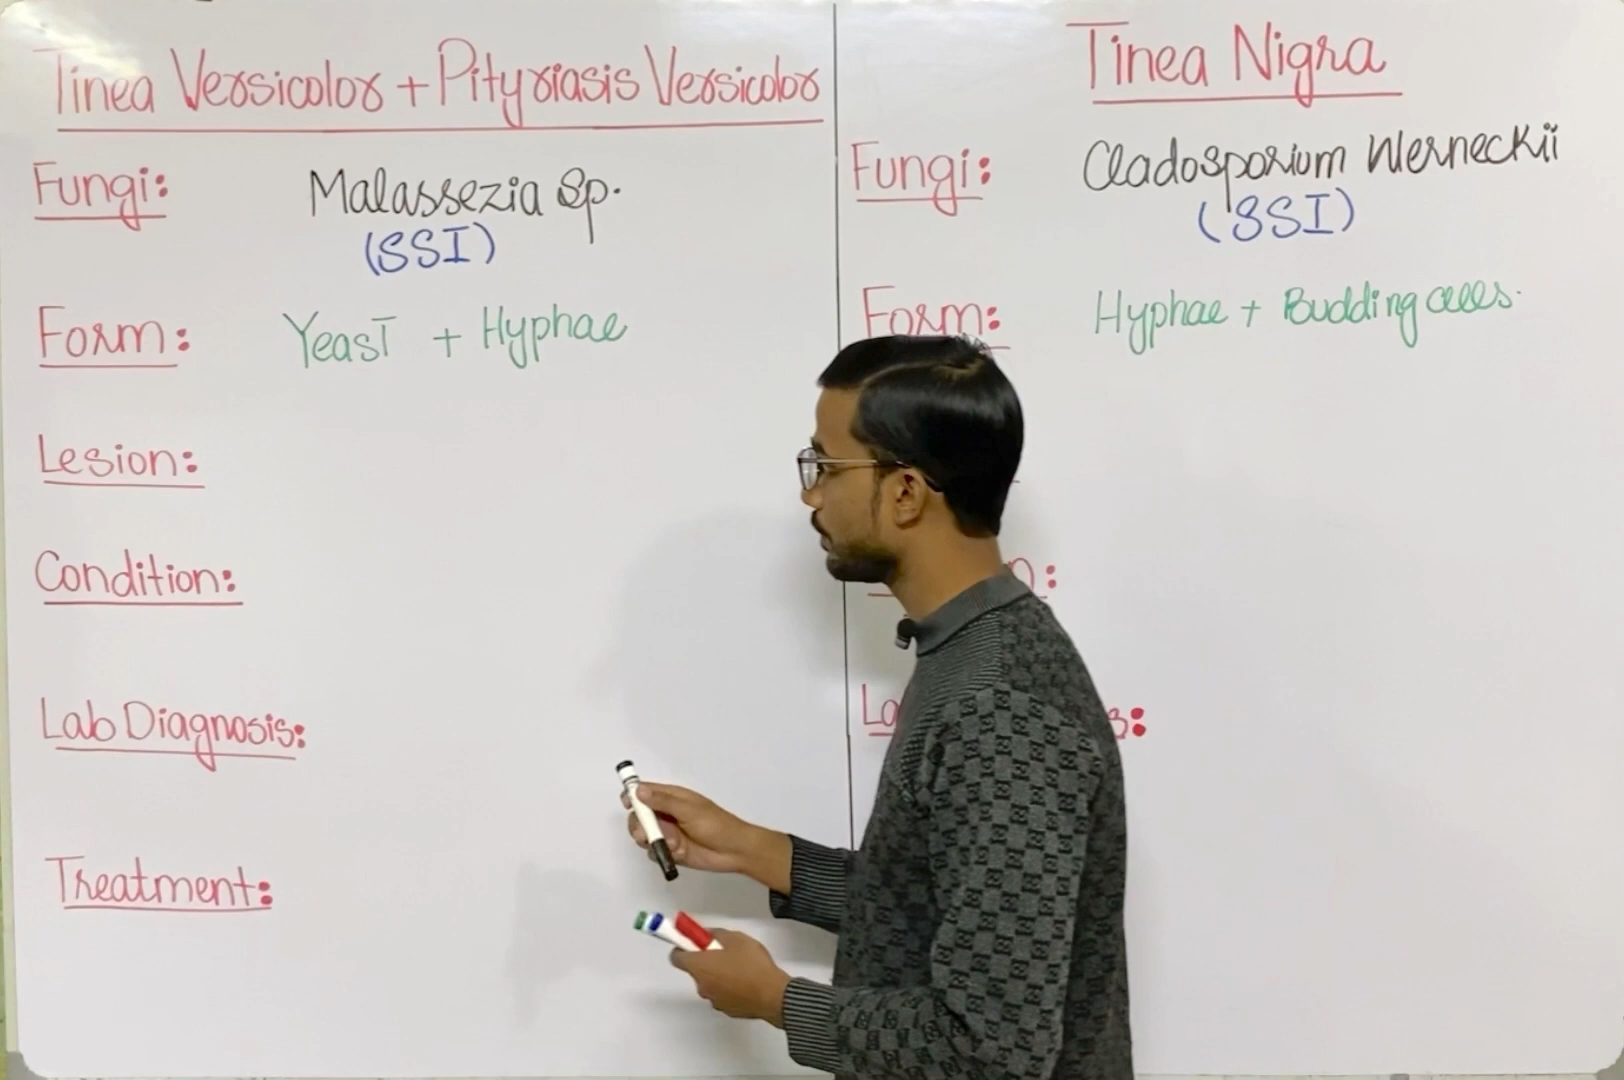 Tinea Versicolor + Pityriasis Versicolor
Fungi: Malassezia Sp.
(SSI)
Form: Yeast + Hyphae
Lesion:
Condition:
Lab Diagnosis:
Treatment:
Tinea Nigra
Fungi: Cladosporium Werneckii
(SSI)
Form: Hyphae + Budding cells.